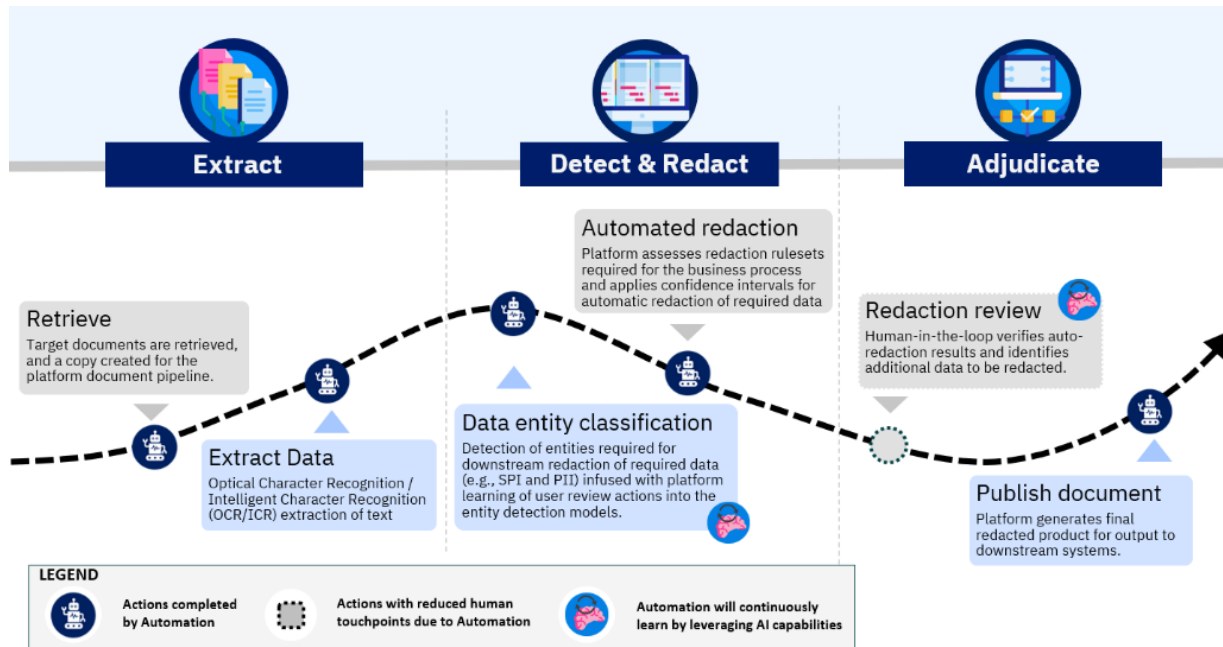 Extract
Detect & Redact
Adjudicate
Retrieve
Target documents are retrieved,
and a copy created for the
platform document pipeline.
Extract Data
Optical Character Recognition /
Intelligent Character Recognition
(OCR/ICR) extraction of text
Data entity classification
Detection of entities required for
downstream redaction of required data
(e.g., SPI and PII) infused with platform
learning of user review actions into the
entity detection models.
Automated redaction
Platform assesses redaction rulesets
required for the business process
and applies confidence intervals for
automatic redaction of required data
Redaction review
Human-in-the-loop verifies auto-
redaction results and identifies
additional data to be redacted.
Publish document
Platform generates final
redacted product for output to
downstream systems.
LEGEND
Actions completed
by Automation
Actions with reduced human
touchpoints due to Automation
Automation will continuously
learn by leveraging AI capabilities